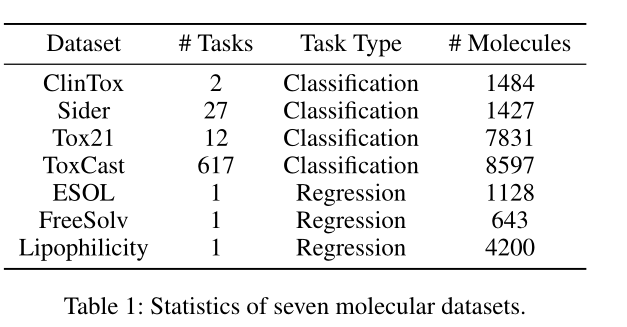 Dataset # Tasks Task Type # Molecules
ClinTox 2 Classification 1484
Sider 27 Classification 1427
Tox21 12 Classification 7831
ToxCast 617 Classification 8597
ESOL 1 Regression 1128
FreeSolv 1 Regression 643
Lipophilicity 1 Regression 4200
Table 1: Statistics of seven molecular datasets.